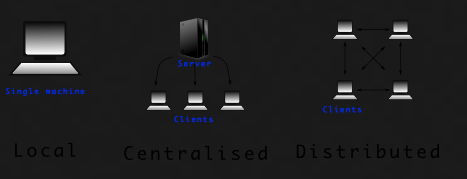 Server
Single machine
Clients
Clients
Local
Centralised
Distributed